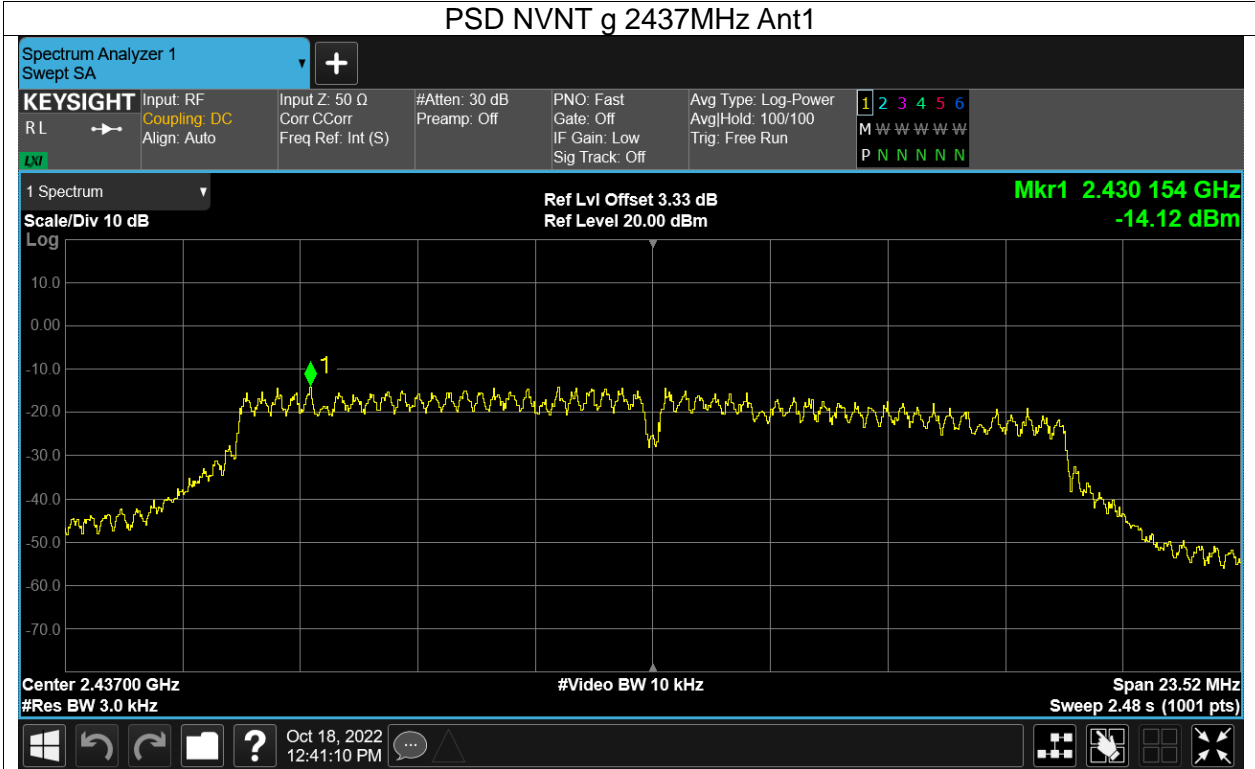 PSD NVNT g 2437MHz Ant1
Spectrum Analyzer 1
Swept SA
KEYSIGHT
R L
LXI
Input: RF
Coupling: DC
Align: Auto
Input Z: 50 Ω
Corr CCorr
Freq Ref: Int (S)
#Atten: 30 dB
Preamp: Off
PNO: Fast
Gate: Off
IF Gain: Low
Sig Track: Off
Avg Type: Log-Power
Avg|Hold: 100/100
Trig: Free Run
1 2 3 4 5 6
M W W W W W
P N N N N N
1 Spectrum
Scale/Div 10 dB
Log
Ref Lvl Offset 3.33 dB
Ref Level 20.00 dBm
Mkr1 2.430 154 GHz
-14.12 dBm
10.0
0.00
-10.0
-20.0
-30.0
-40.0
-50.0
-60.0
-70.0
1
Center 2.43700 GHz
#Res BW 3.0 kHz
#Video BW 10 kHz
Span 23.52 MHz
Sweep 2.48 s (1001 pts)
?
Oct 18, 2022
12:41:10 PM